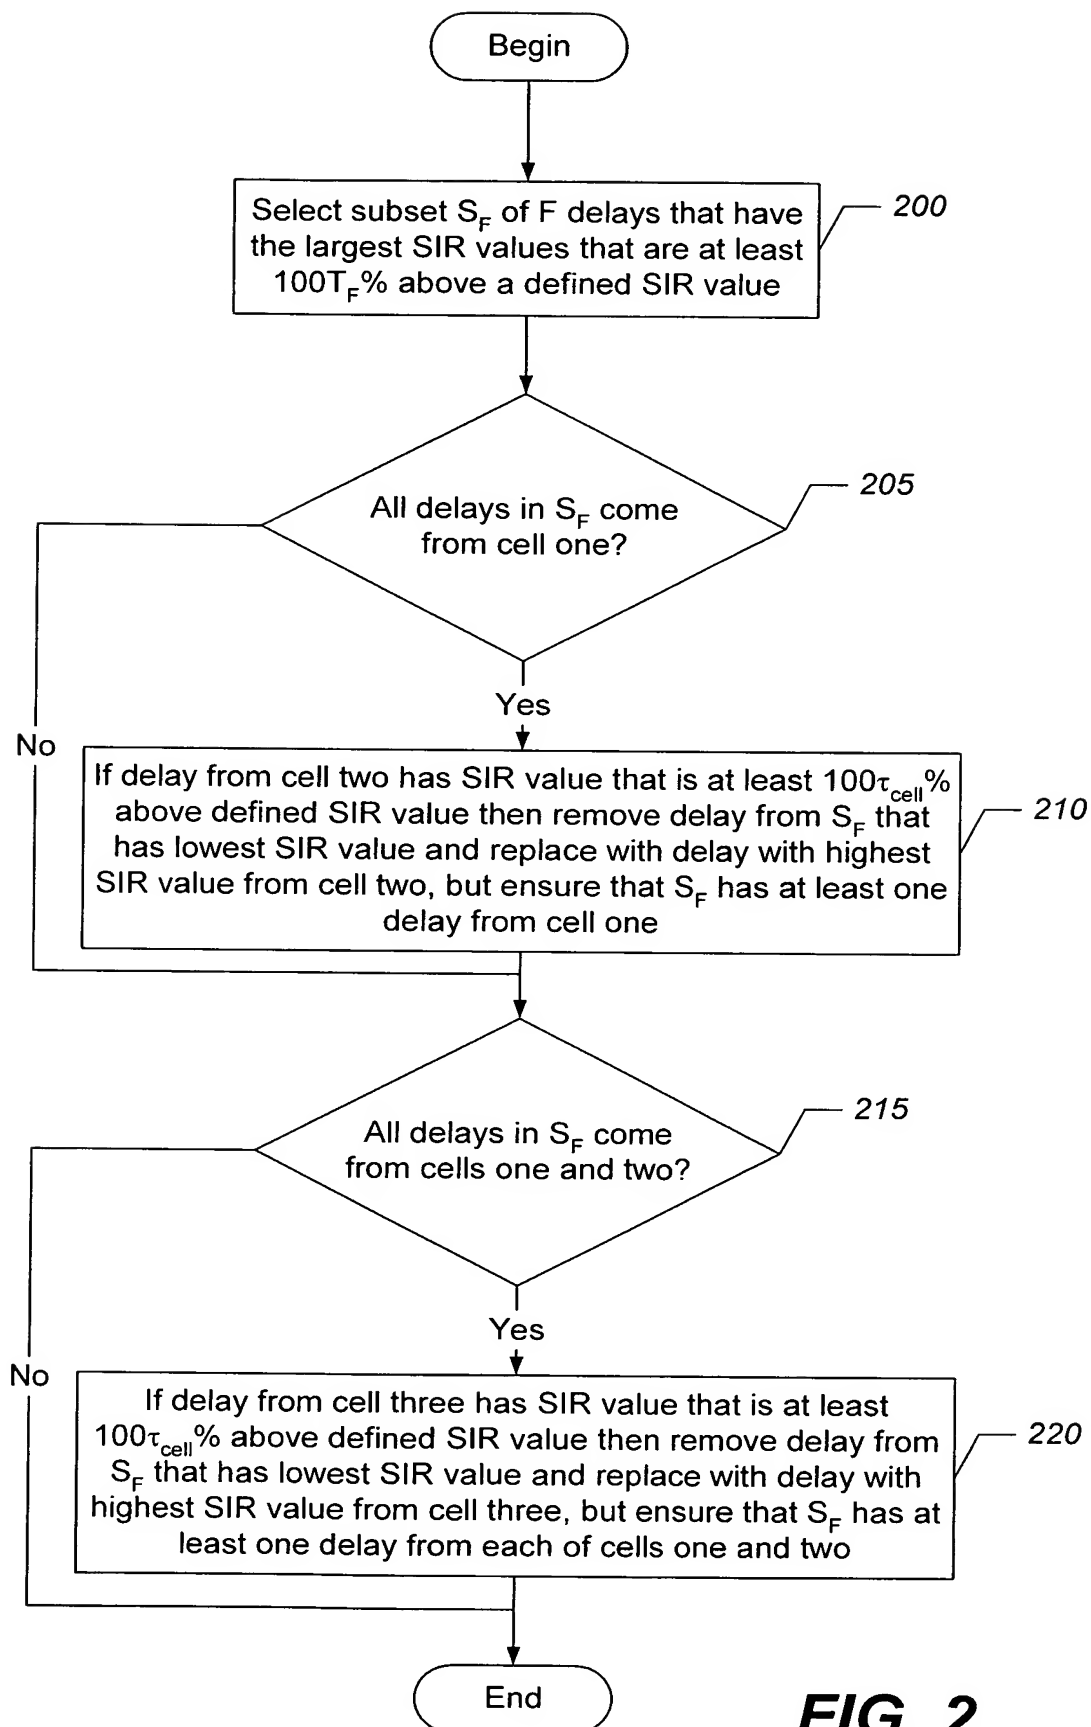 Begin
Select subset S_F of F delays that have
the largest SIR values that are at least
100T_F% above a defined SIR value
200
All delays in S_F come
from cell one?
205
Yes
No
If delay from cell two has SIR value that is at least 100τ_cell%
above defined SIR value then remove delay from S_F that
has lowest SIR value and replace with delay with highest
SIR value from cell two, but ensure that S_F has at least one
delay from cell one
210
All delays in S_F come
from cells one and two?
215
Yes
No
If delay from cell three has SIR value that is at least
100τ_cell% above defined SIR value then remove delay from
S_F that has lowest SIR value and replace with delay with
highest SIR value from cell three, but ensure that S_F has at
least one delay from each of cells one and two
220
End
FIG. 2